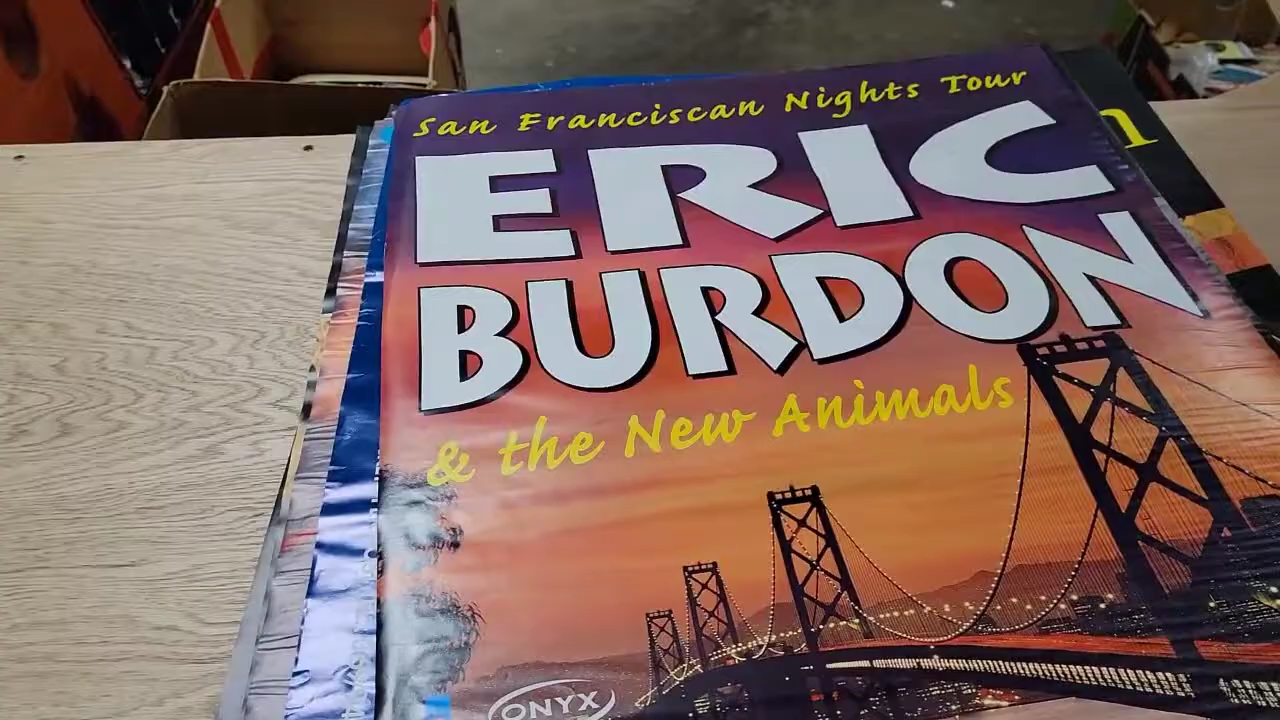 San Franciscan Nights Tour
ERIC
BURDON
& the New Animals
ONYX
n